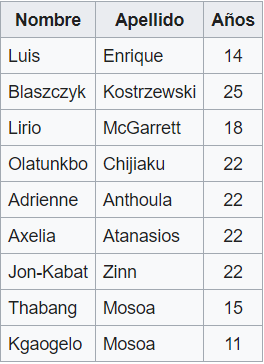 Nombre Apellido Años
Luis Enrique 14
Blaszczyk Kostrzewski 25
Lirio McGarrett 18
Olatunkbo Chijiaku 22
Adrienne Anthoula 22
Axelia Atanasios 22
Jon-Kabat Zinn 22
Thabang Mosoa 15
Kgaogelo Mosoa 11